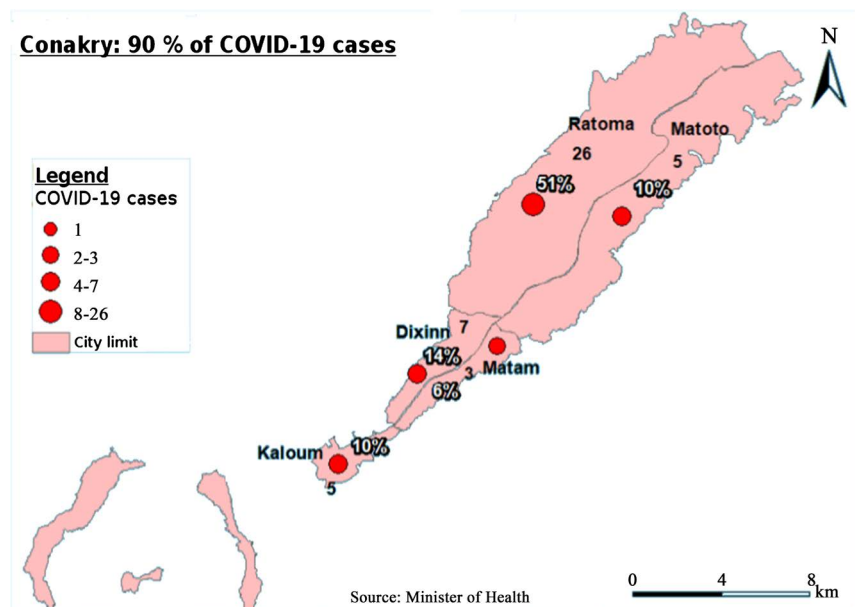 Conakry: 90 % of COVID-19 cases
N
Ratoma
Matoto
26
5
51%
10%
Legend
COVID-19 cases
1
2-3
4-7
8-26
City limit
Dixinn
7
14%
3
Matam
6%
Kaloum
10%
5
0 4 8
km
Source: Minister of Health